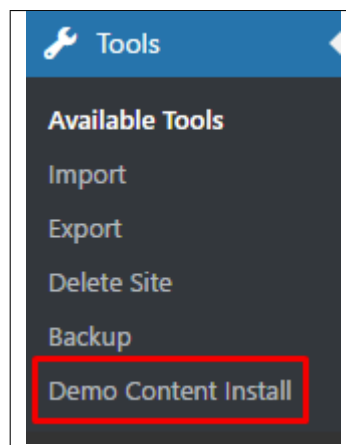 Tools
Available Tools
Import
Export
Delete Site
Backup
Demo Content Install